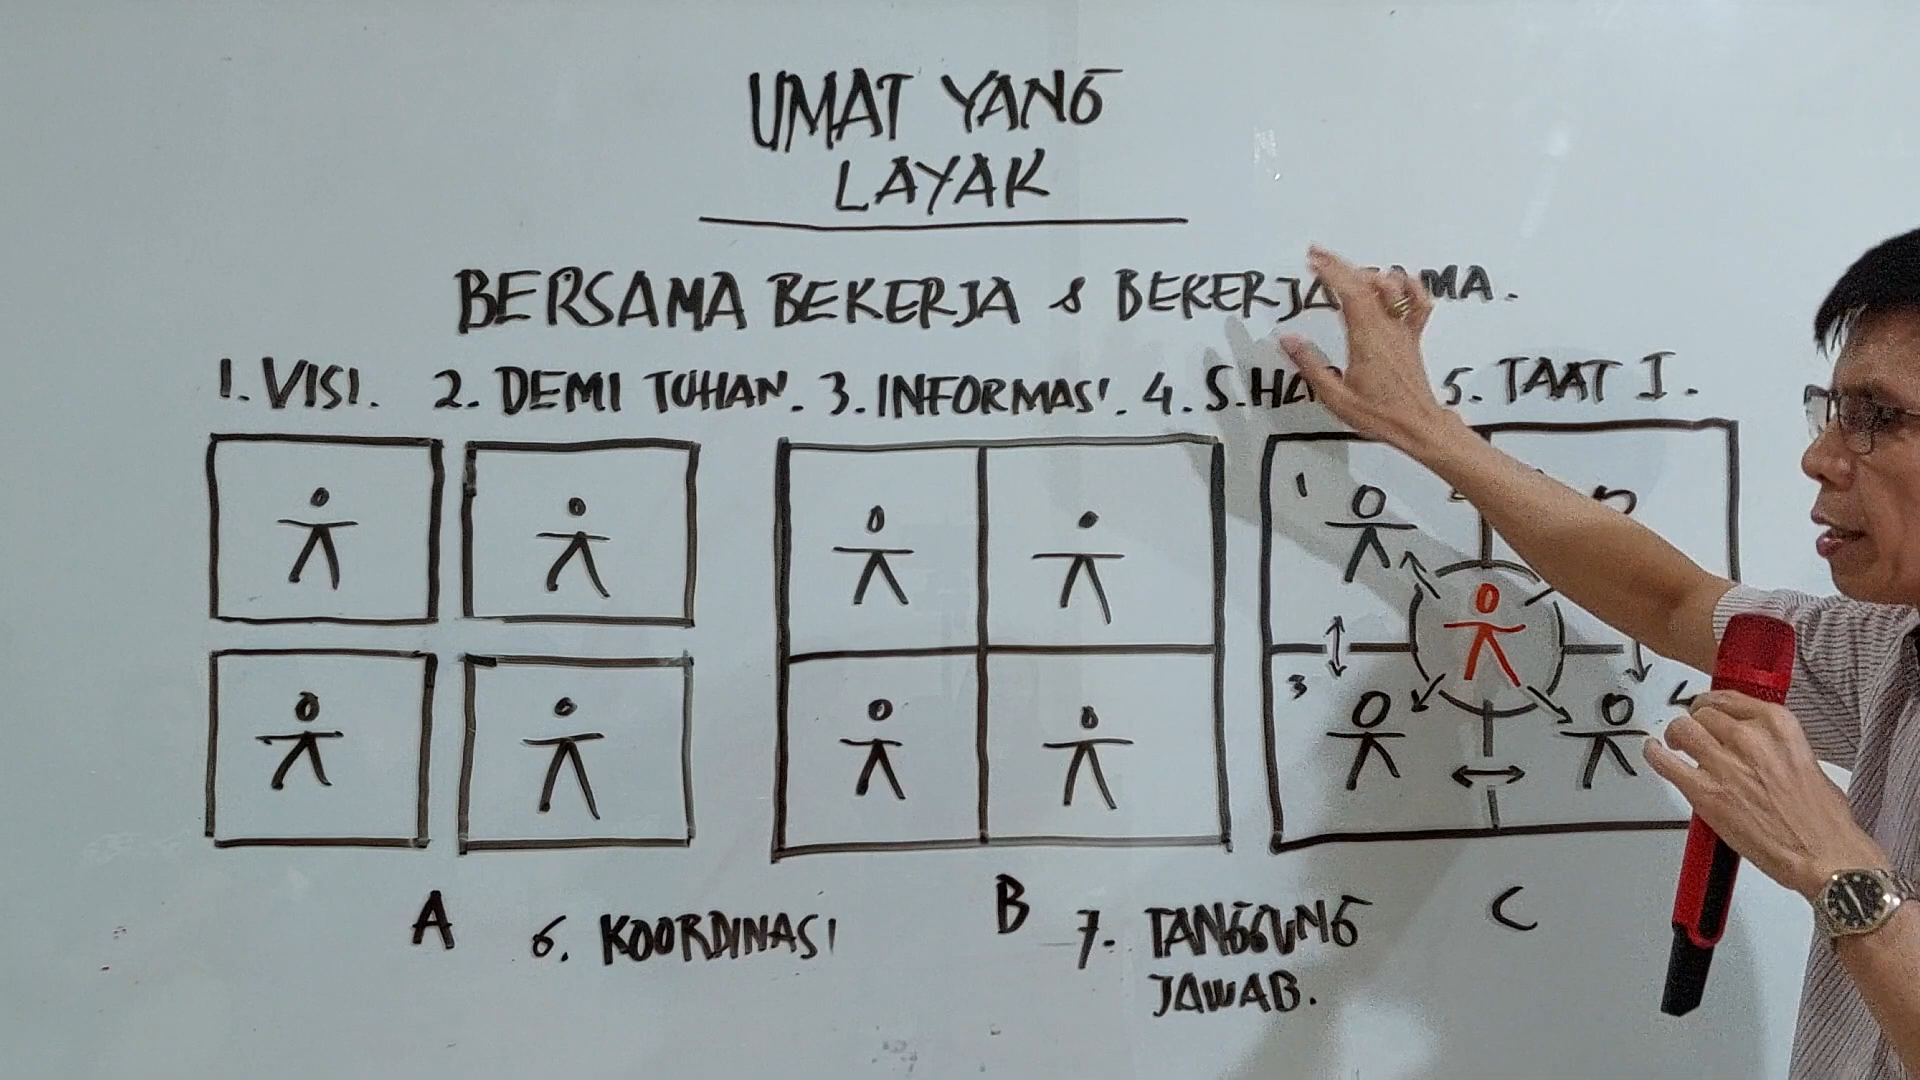 UMAT YANG
LAYAK
BERSAMA BEKERJA & BEKERJA
1. VISI. 2. DEMI TUHAN. 3. INFORMASI. 4. 5. TAAT I.
1
3
A B C
6. KOORDINASI 7. TANGGUNG
JAWAB.